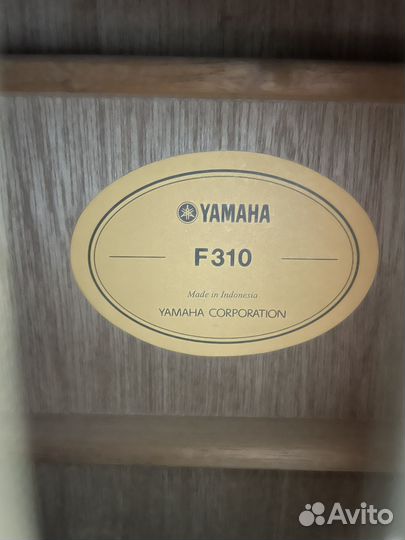 YAMAHA
F310
Made in Indonesia
YAMAHA CORPORATION
Avito